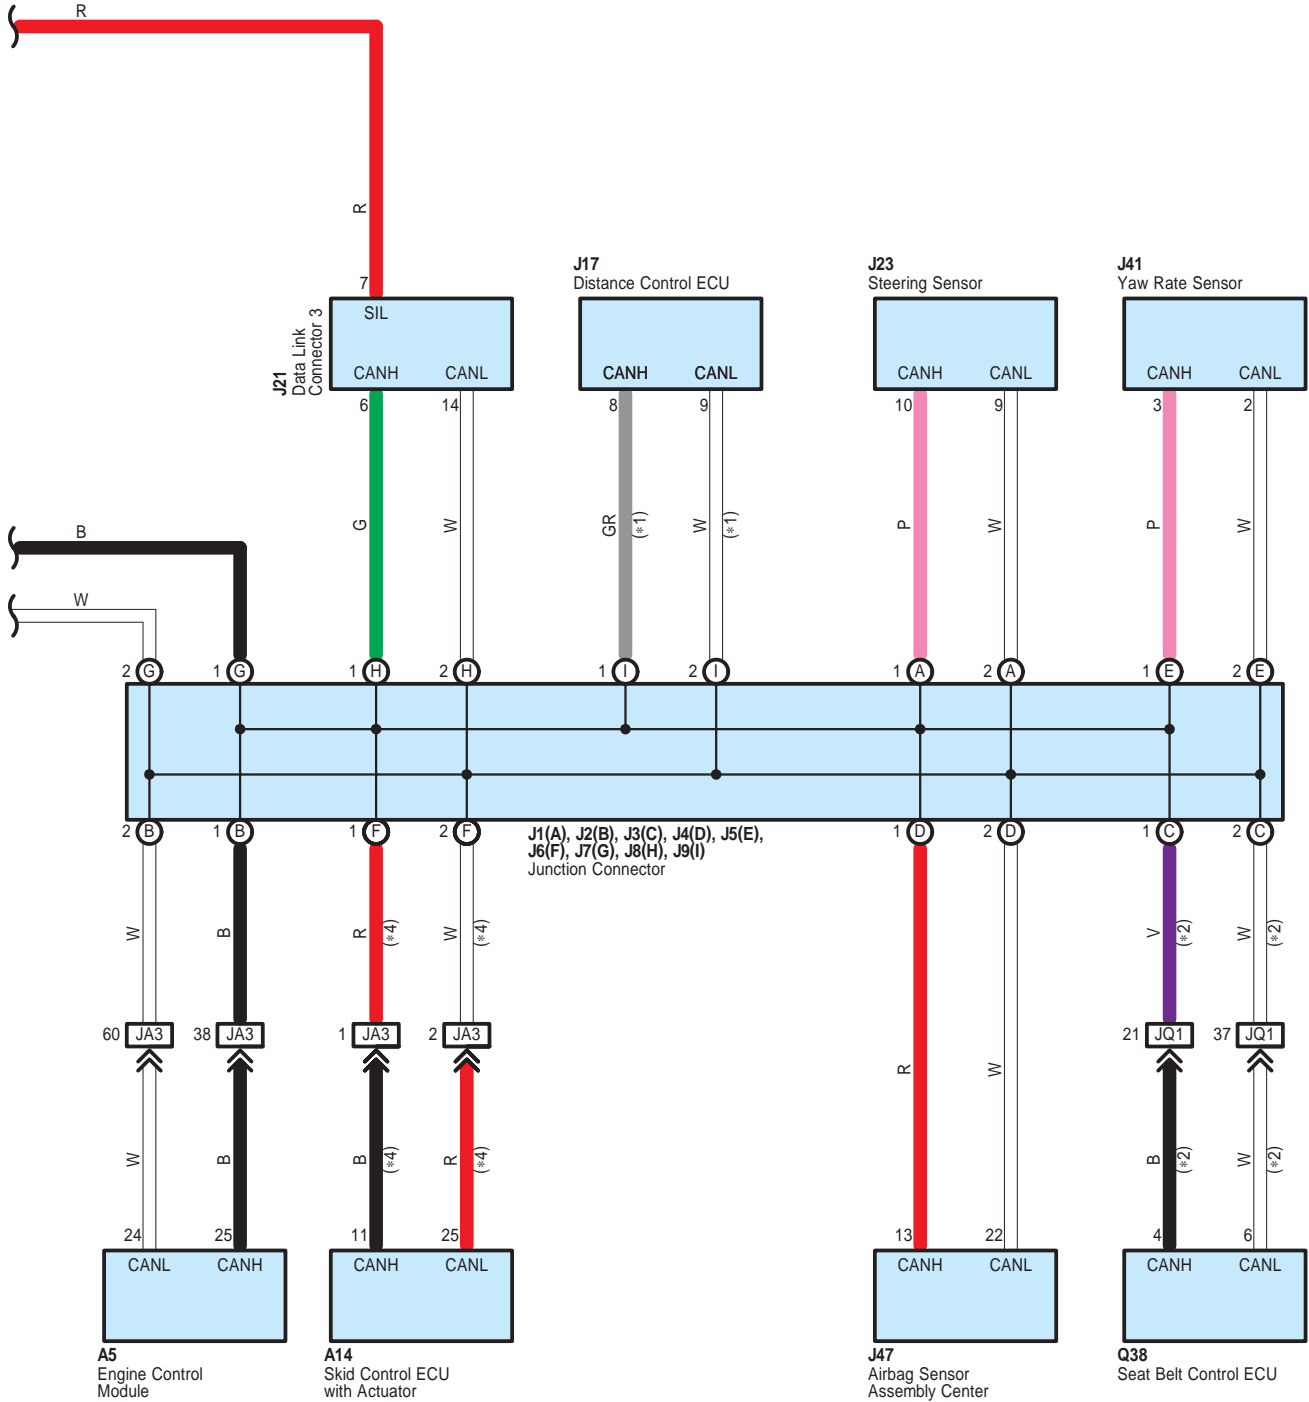 R
R
7
J17
Distance Control ECU
J23
Steering Sensor
J41
Yaw Rate Sensor
J21
Data Link
Connector 3
SIL
CANH CANL
CANH CANL
CANH CANL
CANH CANL
6 14 8 9 10 9 3 2
B
G W GR (*1) W (*1) P W P W
W
2 G 1 G 1 H 2 H 1 I 2 I 1 A 2 A 1 E 2 E
2 B 1 B 1 F 2 F 1 D 2 D 1 C 2 C
J1(A), J2(B), J3(C), J4(D), J5(E),
J6(F), J7(G), J8(H), J9(I)
Junction Connector
W B R (*4) W (*4) V (*2) W (*2)
60 JA3 38 JA3 1 JA3 2 JA3 21 JQ1 37 JQ1
R W
W B B (*4) R (*4) B (*2) W (*2)
24 25 11 25 13 22 4 6
CANL CANH
CANH CANL
CANH CANL
CANH CANL
A5
Engine Control
Module
A14
Skid Control ECU
with Actuator
J47
Airbag Sensor
Assembly Center
Q38
Seat Belt Control ECU